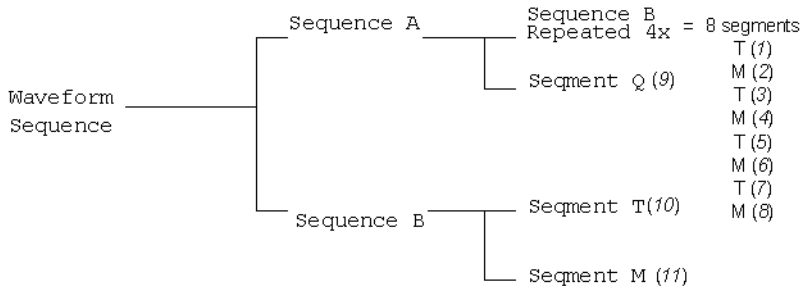 Waveform
Sequence
Sequence A
Sequence B
Repeated 4x = 8 segments
T (1)
M (2)
T (3)
M (4)
T (5)
M (6)
T (7)
M (8)
Seqment Q (9)
Sequence B
Seqment T(10)
Seqment M (11)